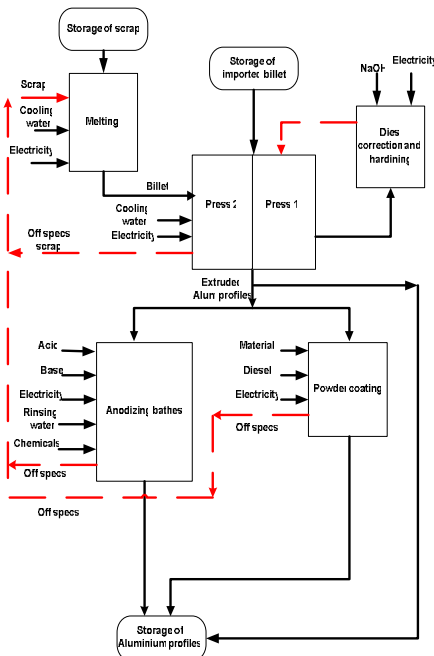 Storage of scrap
Storage of
imported billet
Scrap
Cooling
water
Electricity
Melting
NaOH
Electricity
Dies
correction and
hardining
Billet
Cooling
water
Electricity
Press 2
Press 1
Off specs
scrap
Extruded
Alum profiles
Acid
Base
Electricity
Rinsing
water
Chemicals
Anodizing bathes
Material
Diesel
Electricity
Powder coating
Off specs
Off specs
Off specs
Storage of
Aluminium profiles